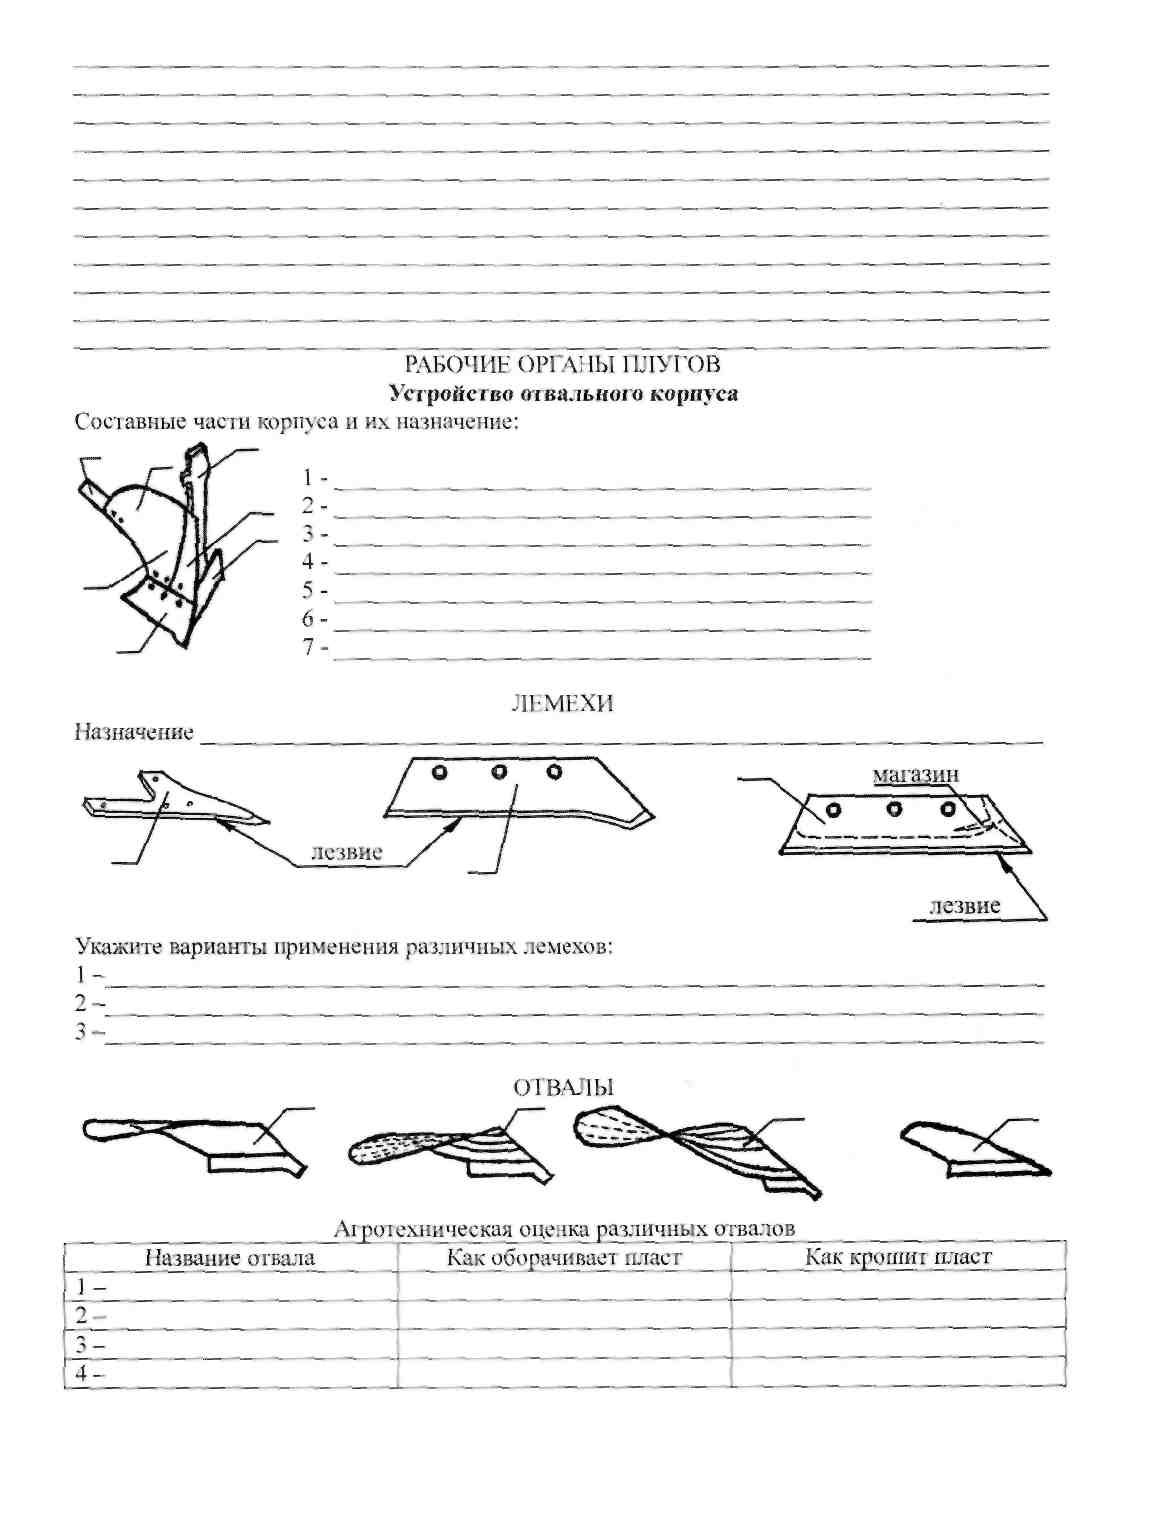 РАБОЧИЕ ОРГАНЫ ПЛУГОВ
Устройство отвального корпуса
Составные части корпуса и их назначение:
1 -
2 -
3 -
4 -
5 -
6 -
7 -
ЛЕМЕХИ
Назначение
магазин
лезвие
лезвие
Укажите варианты применения различных лемехов:
1 –
2 –
3 –
ОТВАЛЫ
Агротехническая оценка различных отвалов
Название отвала Как оборачивает пласт Как крошит пласт
1 –
2 –
3 –
4 –